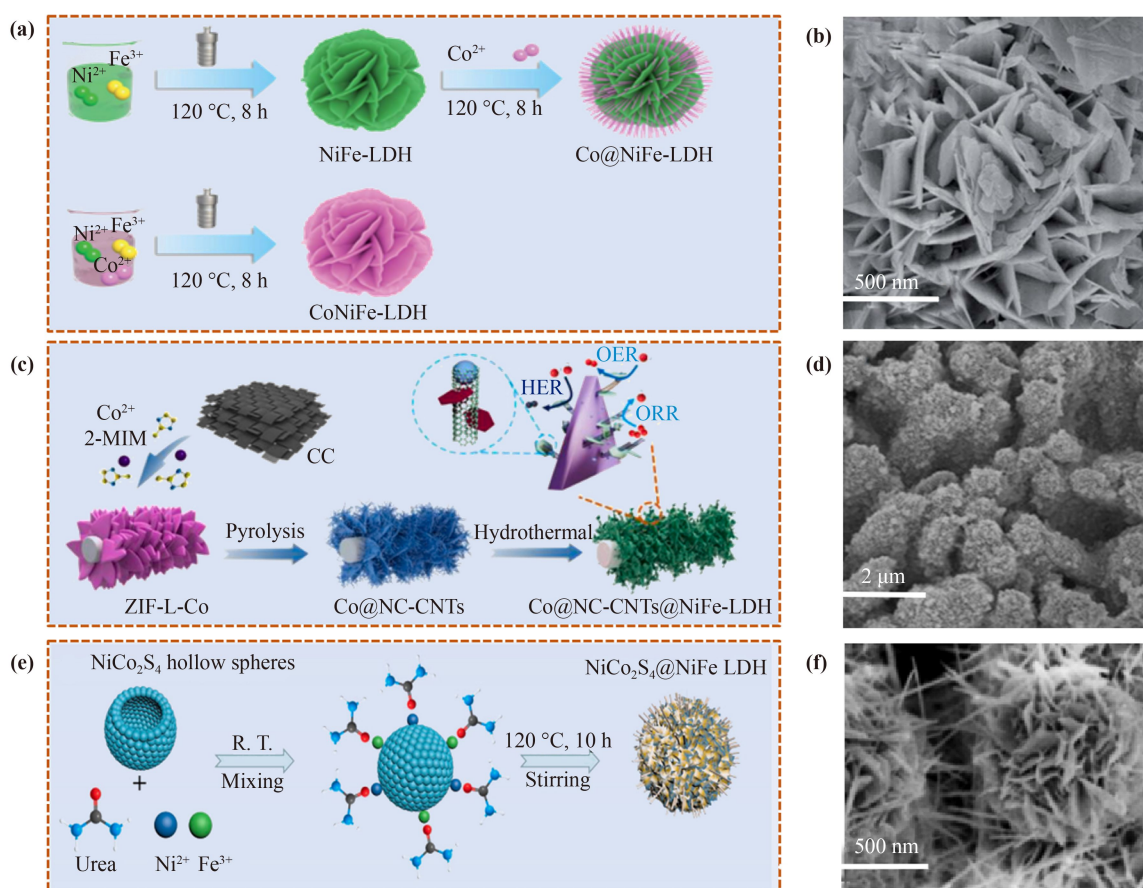 (a)
Fe³⁺
Ni²⁺
120 °C, 8 h
NiFe-LDH
Co²⁺
120 °C, 8 h
Co@NiFe-LDH
Ni²⁺ Fe³⁺
Co²⁺
120 °C, 8 h
CoNiFe-LDH
(b)
500 nm
(c)
Co²⁺
2-MIM
CC
HER
OER
ORR
Pyrolysis
Hydrothermal
ZIF-L-Co
Co@NC-CNTs
Co@NC-CNTs@NiFe-LDH
(d)
2 μm
(e)
NiCo₂S₄ hollow spheres
+
Urea
Ni²⁺ Fe³⁺
R. T.
Mixing
120 °C, 10 h
Stirring
NiCo₂S₄@NiFe LDH
(f)
500 nm